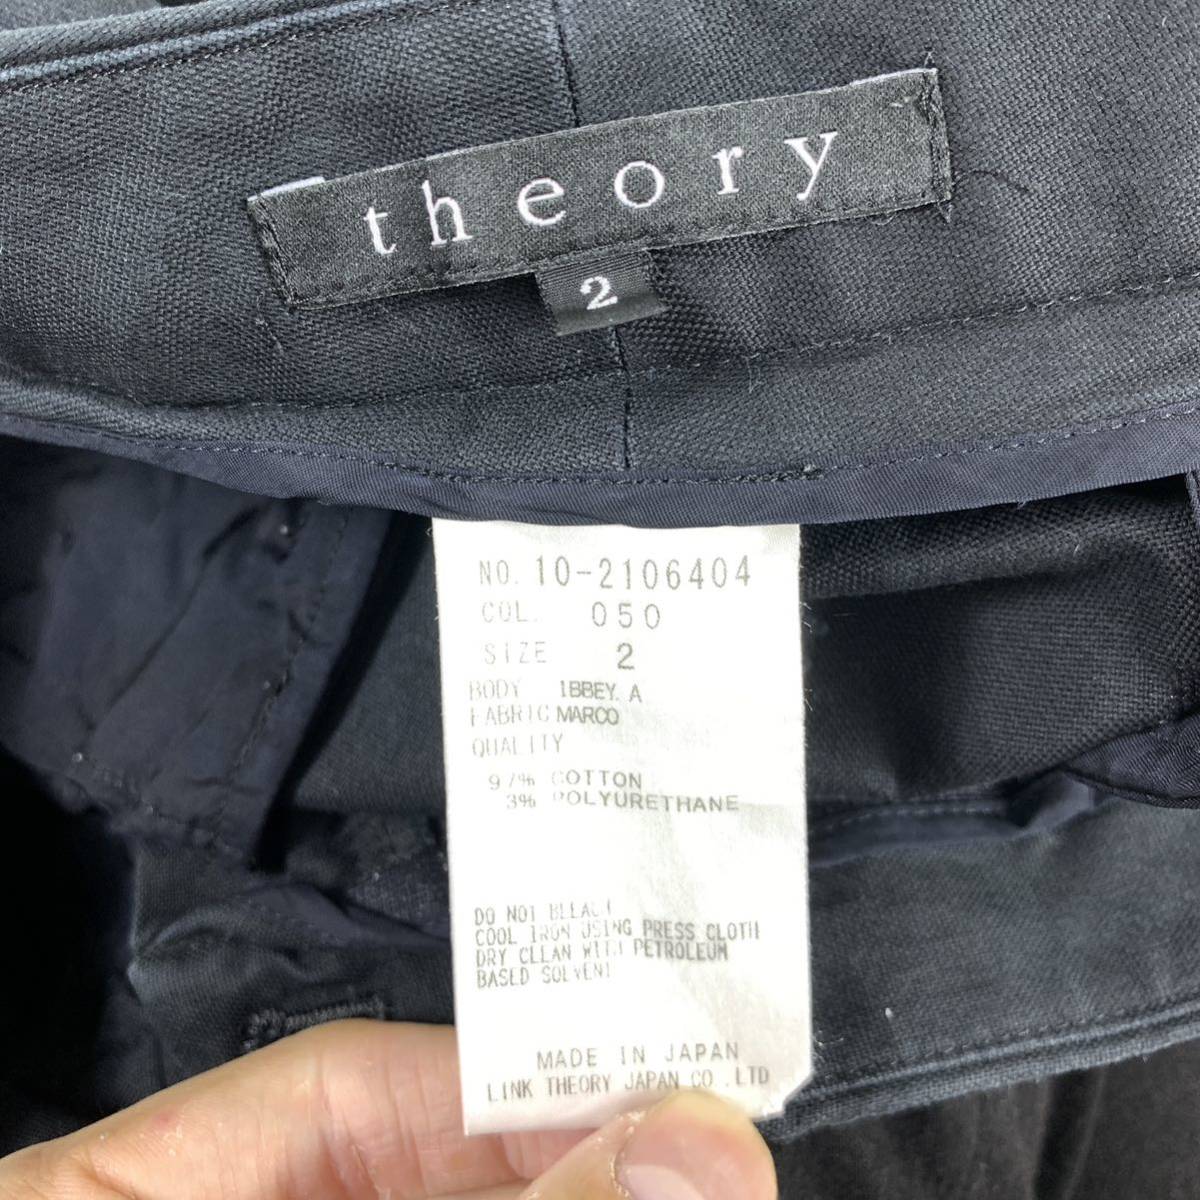 theory
2
NO. 10-2106404
COL. 050
SIZE 2
BODY IBBEY. A
FABRIC MARCO
QUALITY
97% COTTON
3% POLYURETHANE
DO NOT BLEACH
COOL IRON USING PRESS CLOTH
DRY CLEAN WITH PETROLEUM
BASED SOLVENT
MADE IN JAPAN
LINK THEORY JAPAN CO.,LTD